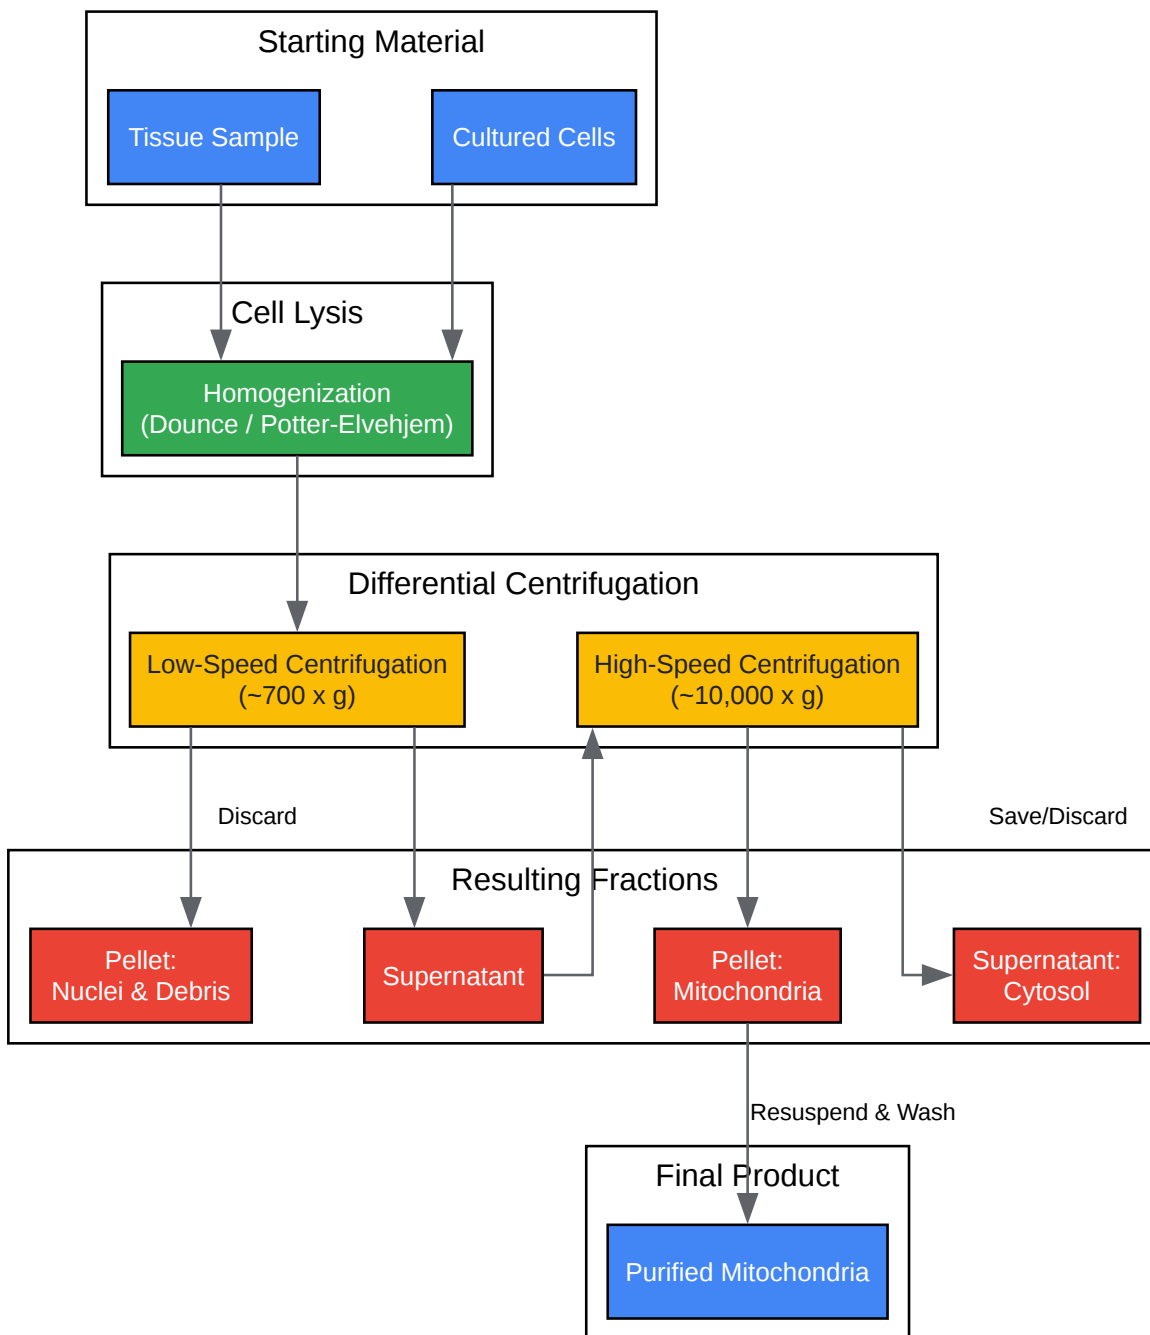 Starting Material
Tissue Sample
Cultured Cells
Cell Lysis
Homogenization
(Dounce / Potter-Elvehjem)
Differential Centrifugation
Low-Speed Centrifugation
(~700 x g)
High-Speed Centrifugation
(~10,000 x g)
Discard
Save/Discard
Resulting Fractions
Pellet:
Nuclei & Debris
Supernatant
Pellet:
Mitochondria
Supernatant:
Cytosol
Resuspend & Wash
Final Product
Purified Mitochondria